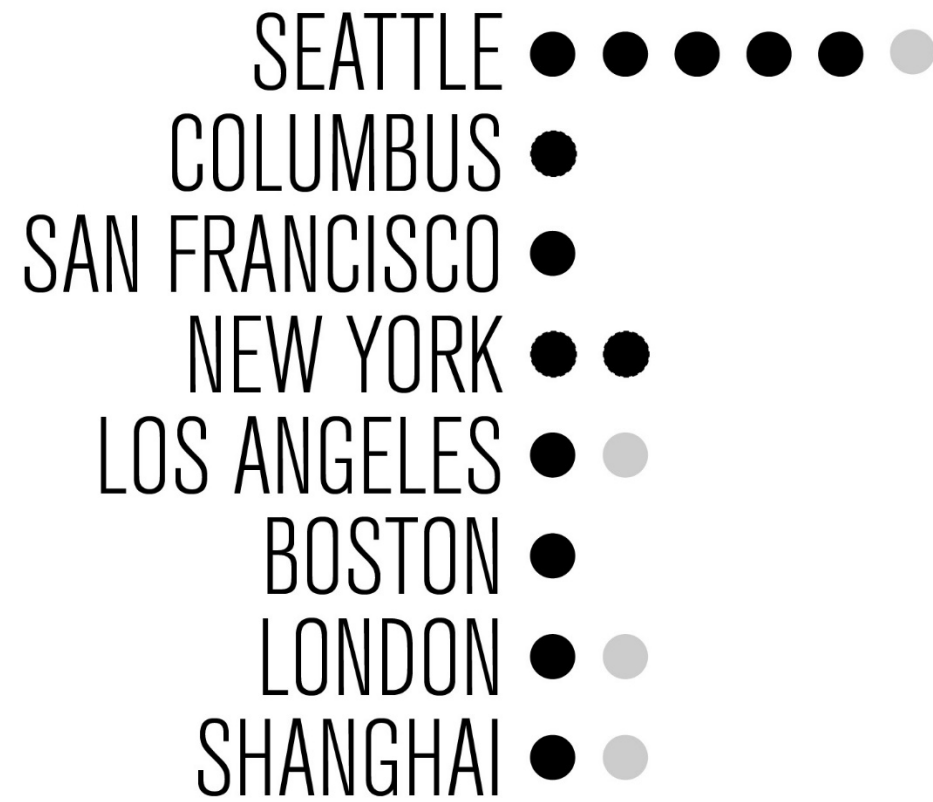 SEATTLE
COLUMBUS
SAN FRANCISCO
NEW YORK
LOS ANGELES
BOSTON
LONDON
SHANGHAI